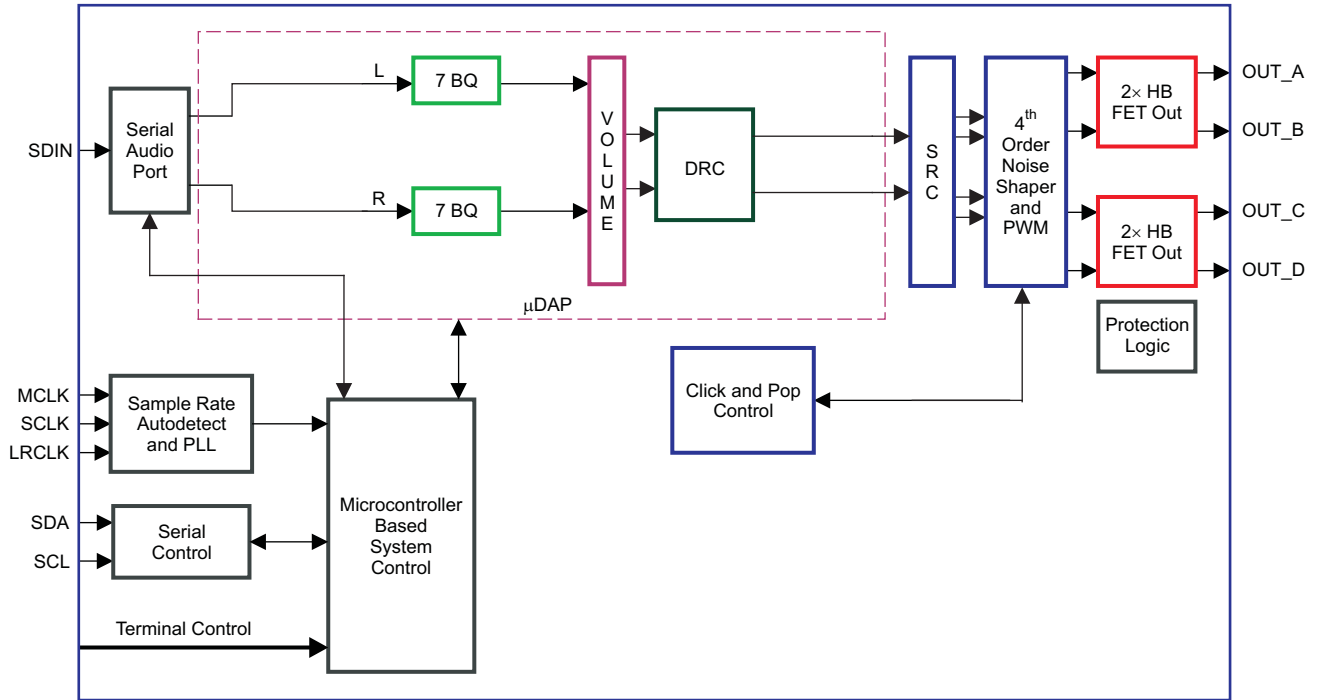 SDIN
Serial
Audio
Port
L
7 BQ
R
7 BQ
V
O
L
U
M
E
DRC
μDAP
S
R
C
4th
Order
Noise
Shaper
and
PWM
2× HB
FET Out
OUT_A
OUT_B
2× HB
FET Out
OUT_C
OUT_D
Protection
Logic
Click and Pop
Control
MCLK
SCLK
LRCLK
Sample Rate
Autodetect
and PLL
SDA
SCL
Serial
Control
Microcontroller
Based
System
Control
Terminal Control